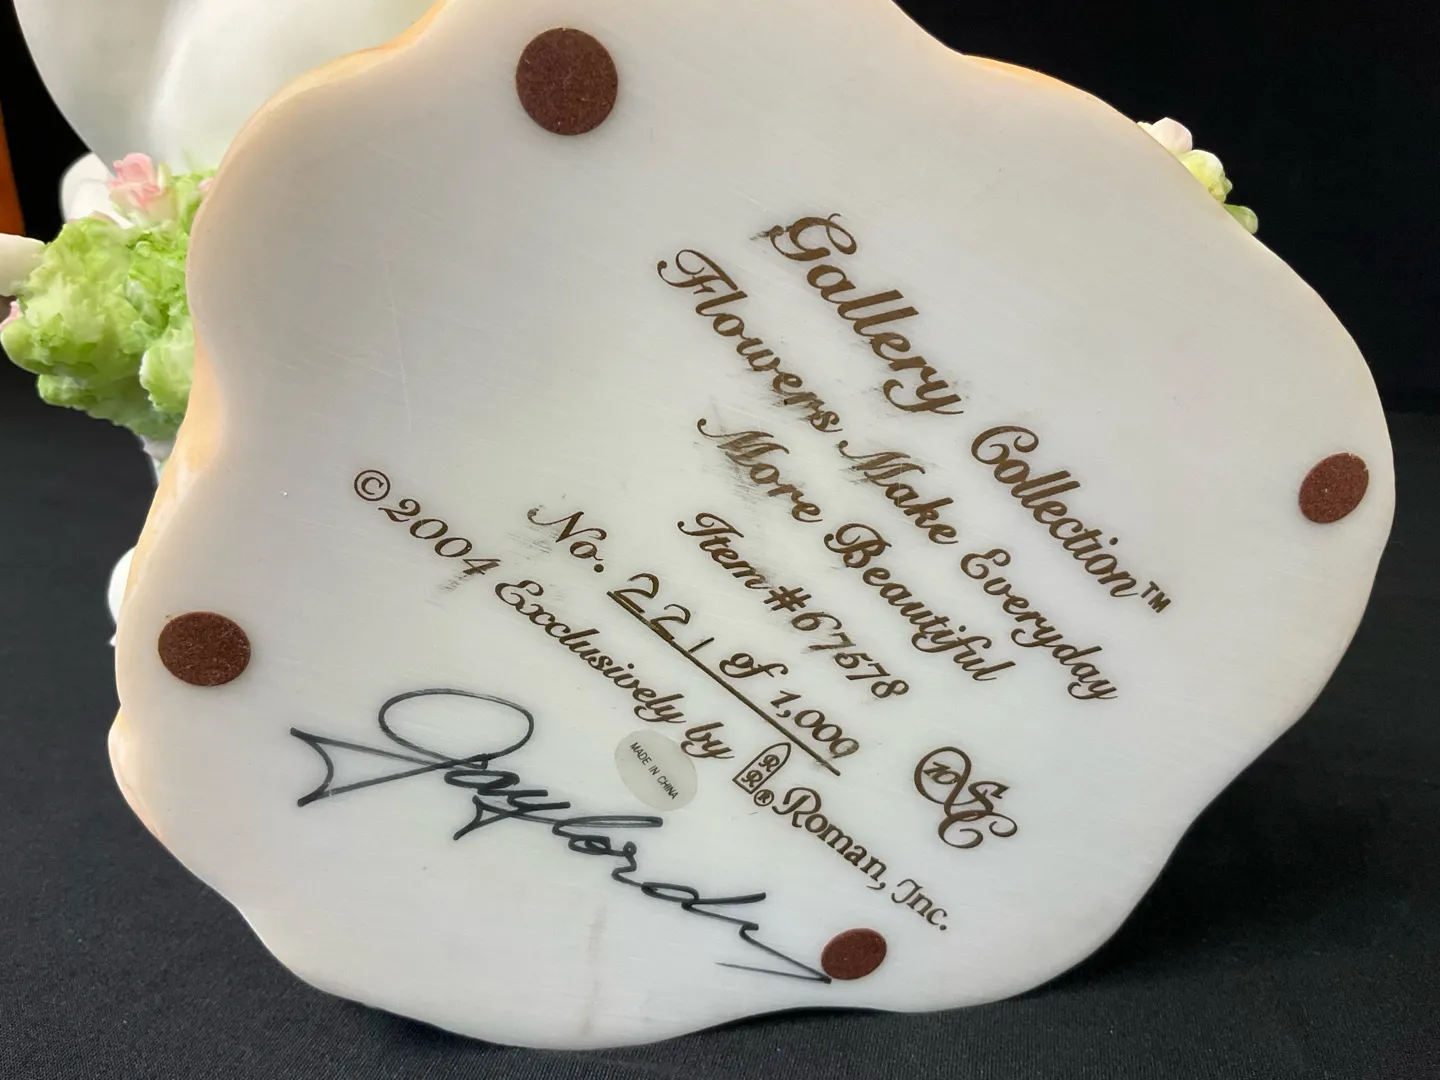 Gallery Collection™
Flowers Make Everyday
More Beautiful
Item #67578
No. 221 of 1,000
© 2004 Exclusively by RR® Roman, Inc.
MADE IN CHINA